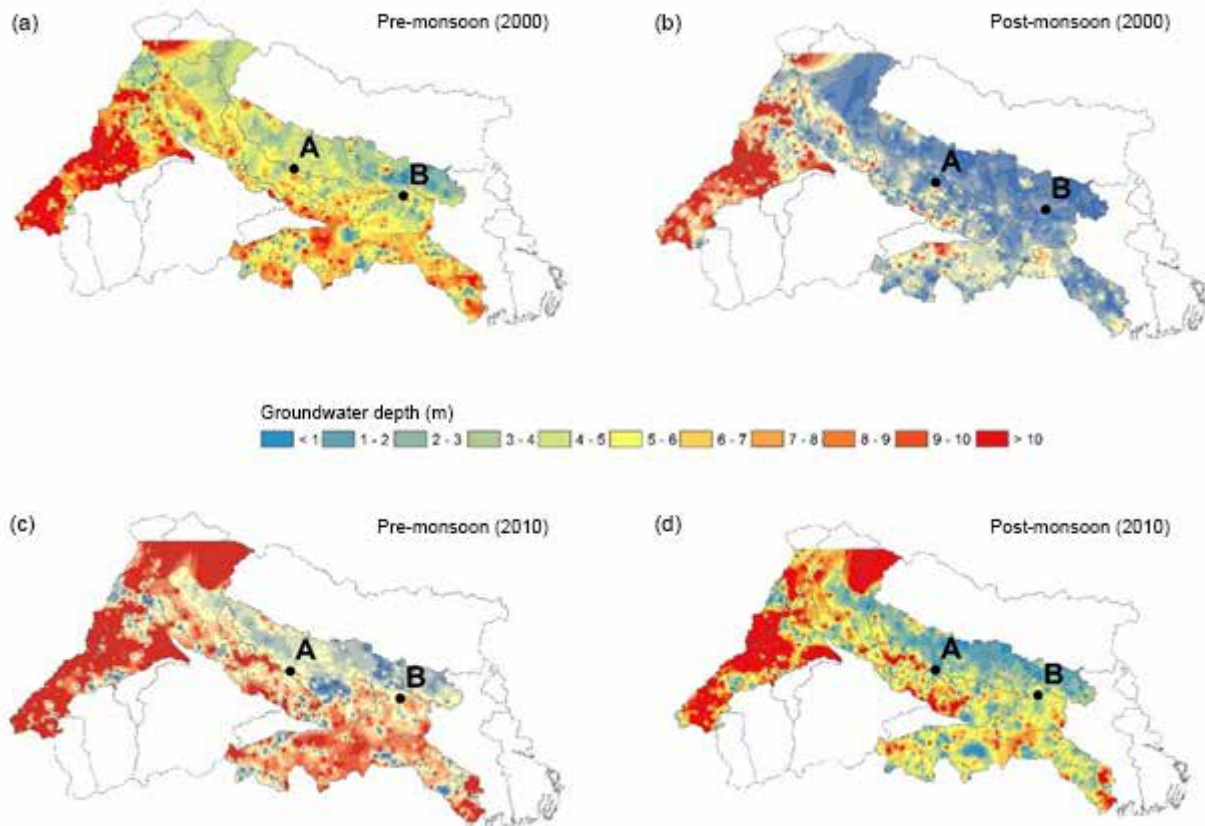 (a) Pre-monsoon (2000)
A
B
(b) Post-monsoon (2000)
A
B
Groundwater depth (m)
< 1 1 - 2 2 - 3 3 - 4 4 - 5 5 - 6 6 - 7 7 - 8 8 - 9 9 - 10 > 10
(c) Pre-monsoon (2010)
A
B
(d) Post-monsoon (2010)
A
B